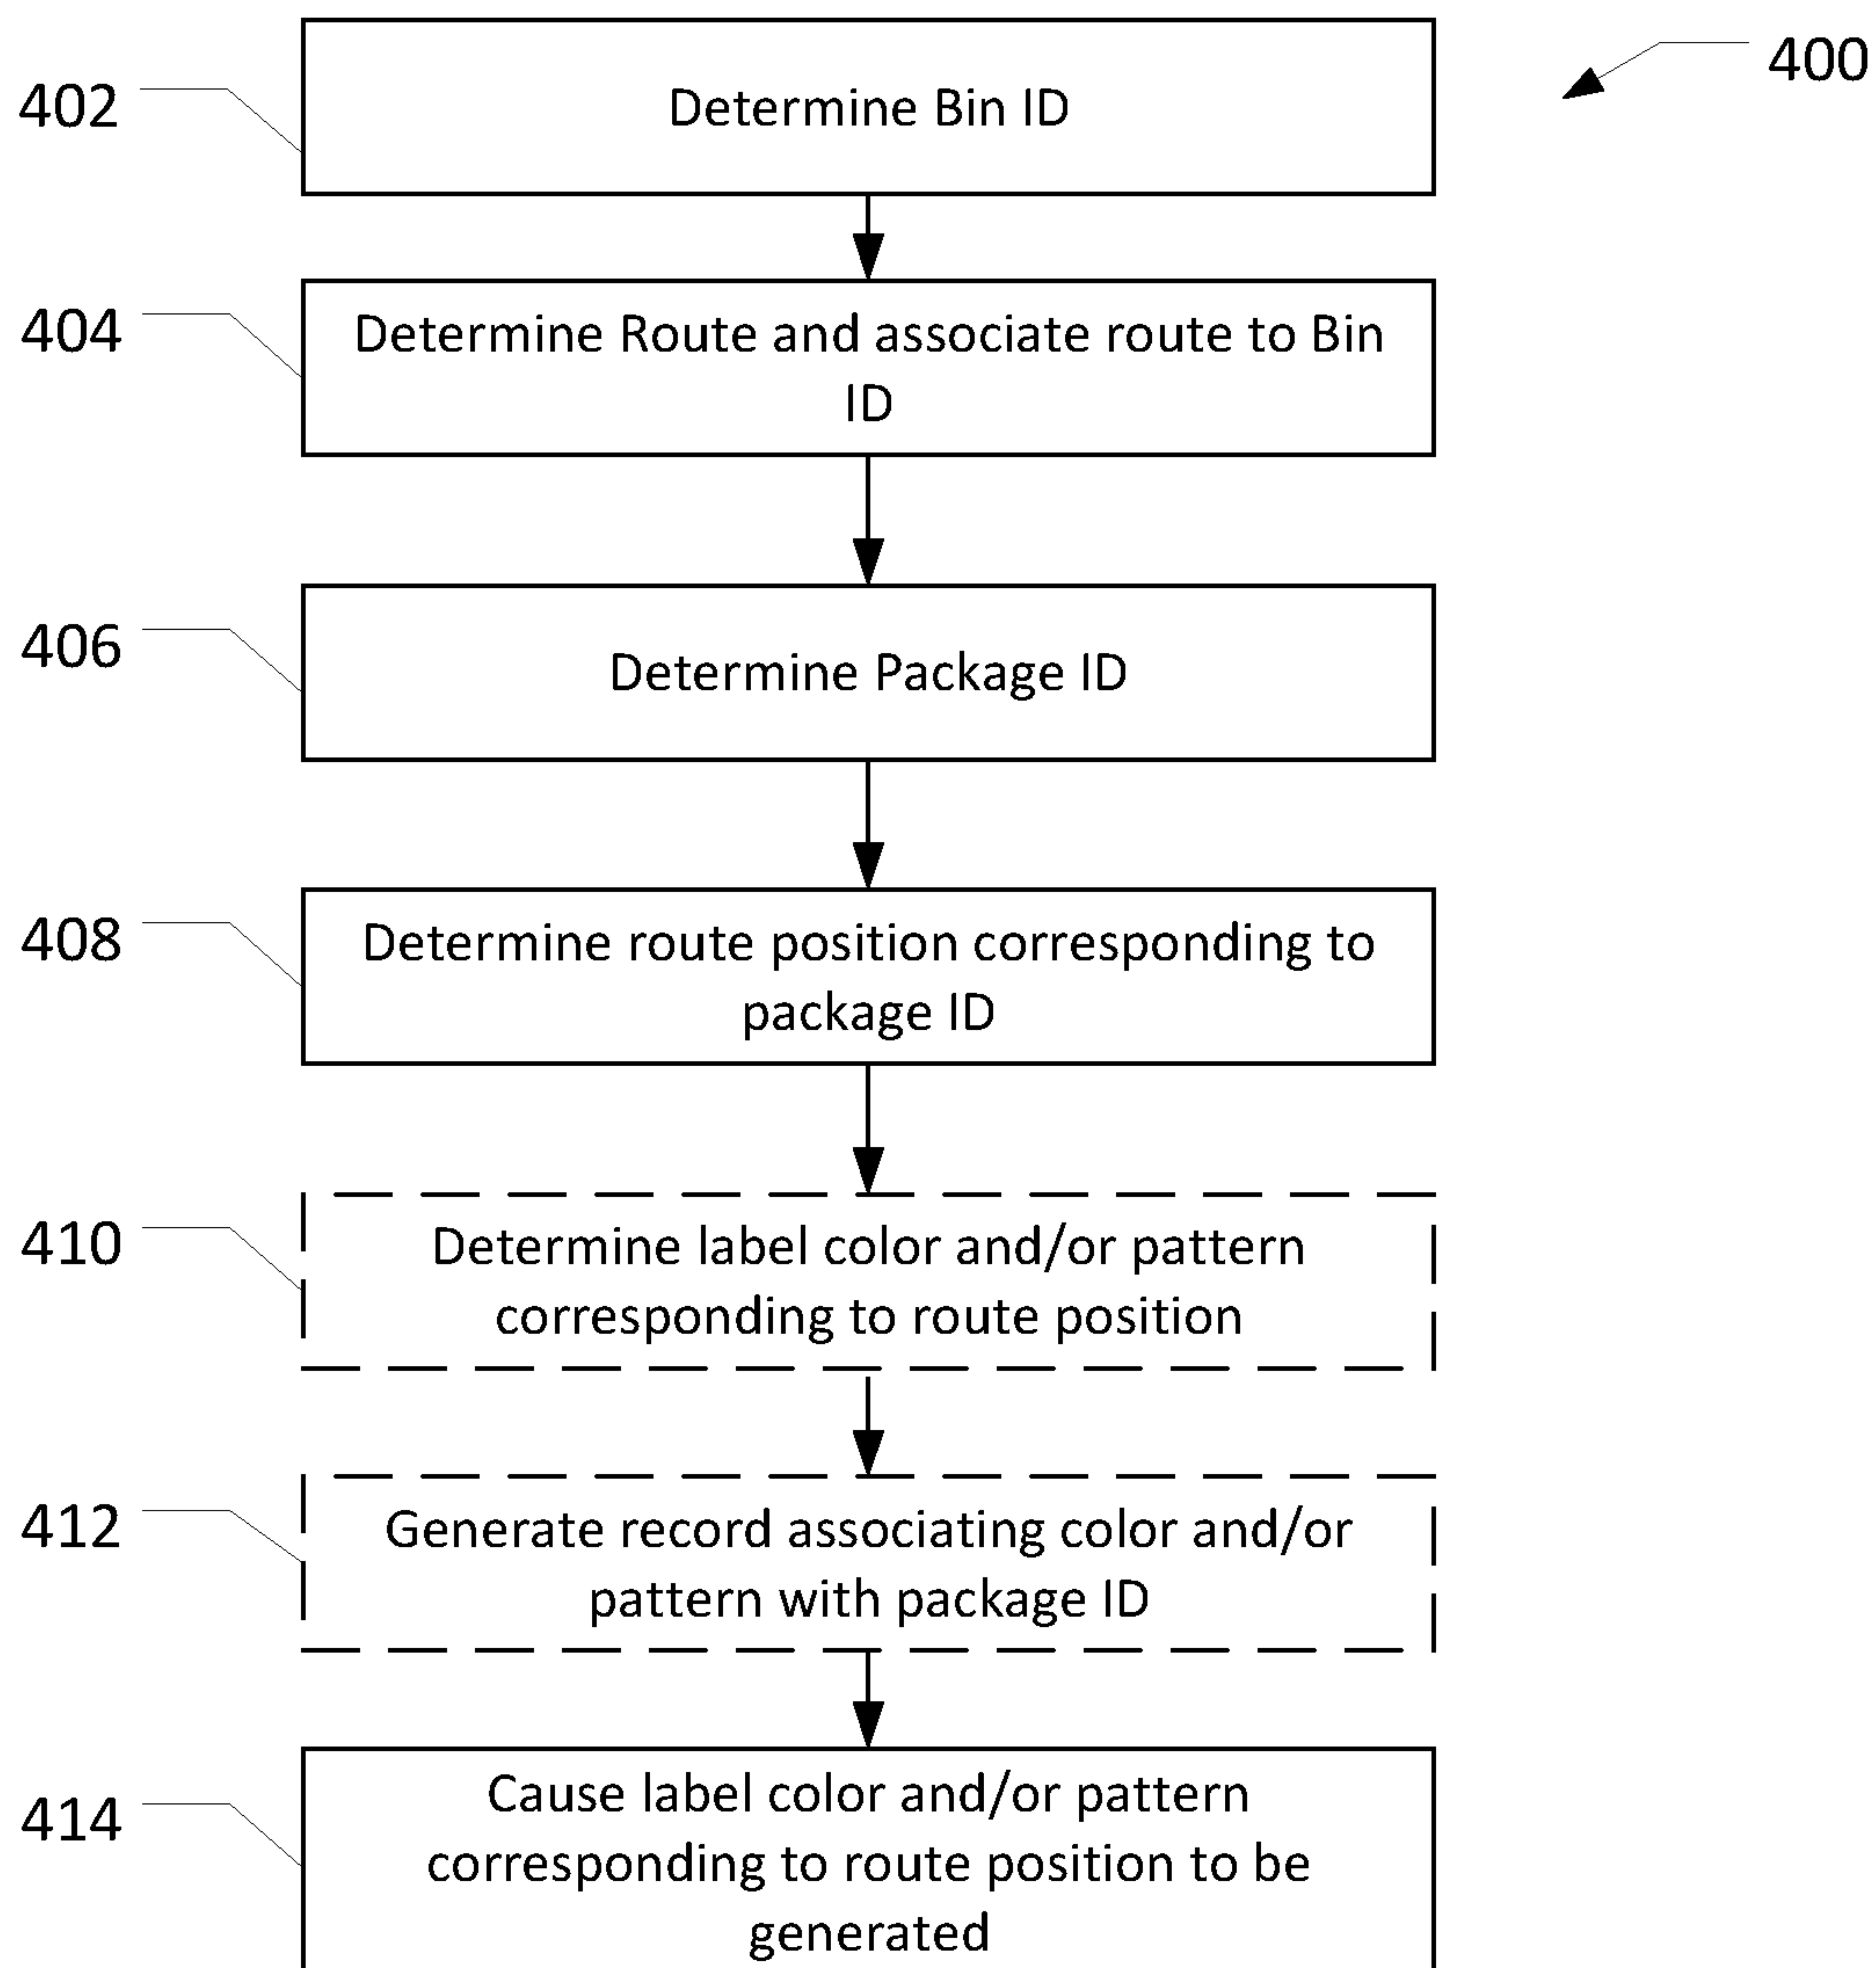 400
402
Determine Bin ID
404
Determine Route and associate route to Bin
ID
406
Determine Package ID
408
Determine route position corresponding to
package ID
410
Determine label color and/or pattern
corresponding to route position
412
Generate record associating color and/or
pattern with package ID
414
Cause label color and/or pattern
corresponding to route position to be
generated